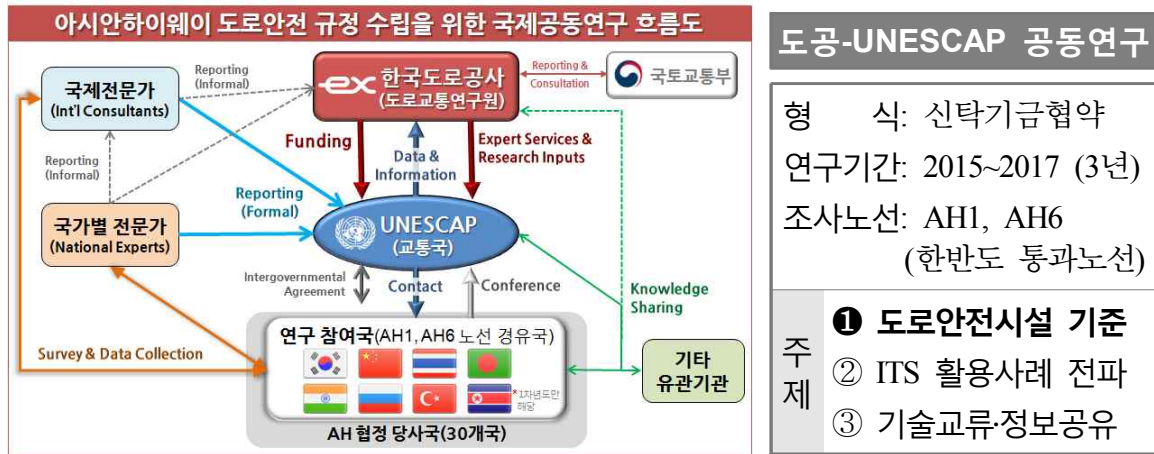 아시안하이웨이 도로안전 규정 수립을 위한 국제공동연구 흐름도
국제전문가
(Int'l Consultants)
Reporting
(Informal)
ex 한국도로공사
(도로교통연구원)
Reporting &
Consultation
국토교통부
Reporting
(Informal)
Funding
Data &
Information
Expert Services &
Research Inputs
Reporting
(Formal)
국가별 전문가
(National Experts)
UNESCAP
(교통국)
Intergovernmental
Agreement
Contact
Conference
Knowledge
Sharing
Survey & Data Collection
연구 참여국(AH1, AH6 노선 경유국)
*1차년도만
해당
AH 협정 당사국(30개국)
기타
유관기관
도공-UNESCAP 공동연구
형 식: 신탁기금협약
연구기간: 2015~2017 (3년)
조사노선: AH1, AH6
(한반도 통과노선)
주제
❶ 도로안전시설 기준
② ITS 활용사례 전파
③ 기술교류·정보공유